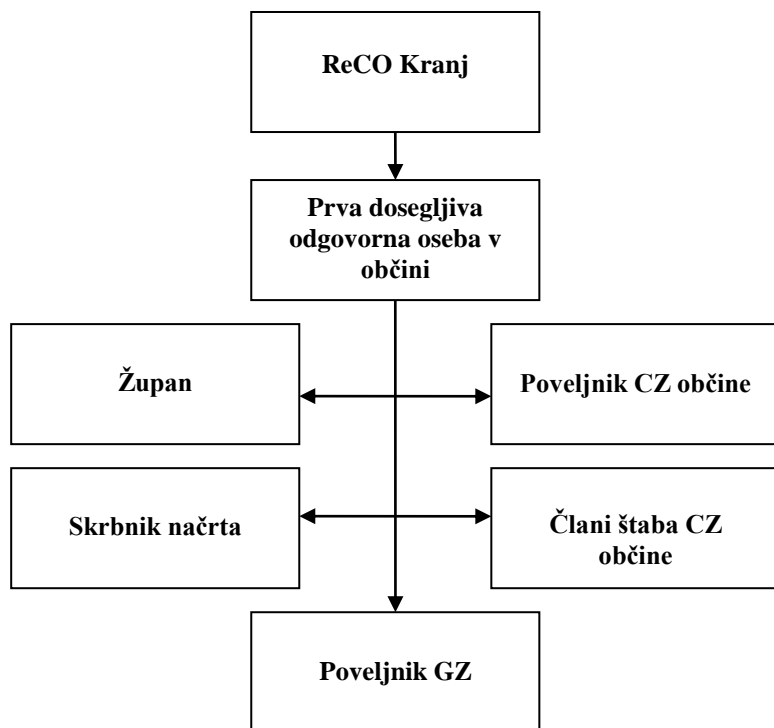 ReCO Kranj
Prva dosegljiva
odgovorna oseba v
občini
Župan
Poveljnik CZ občine
Skrbnik načrta
Člani štaba CZ
občine
Poveljnik GZ